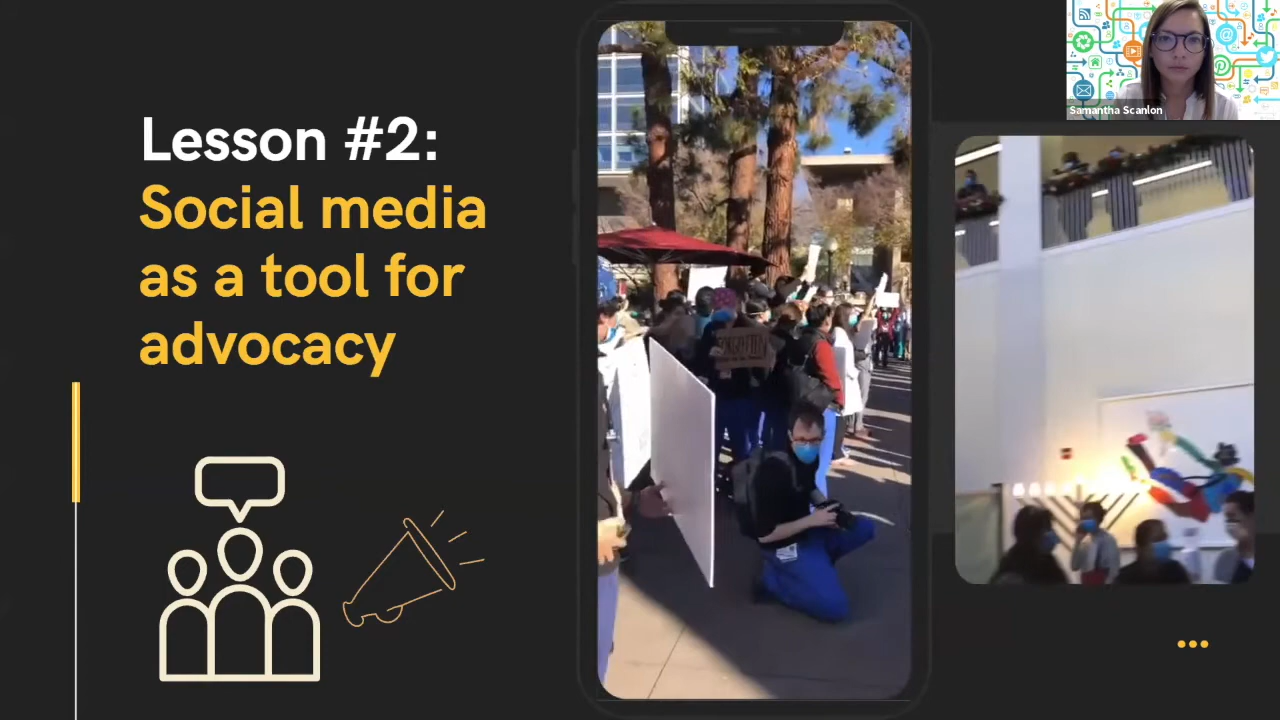 Lesson #2:
Social media
as a tool for
advocacy
Samantha Scanlon